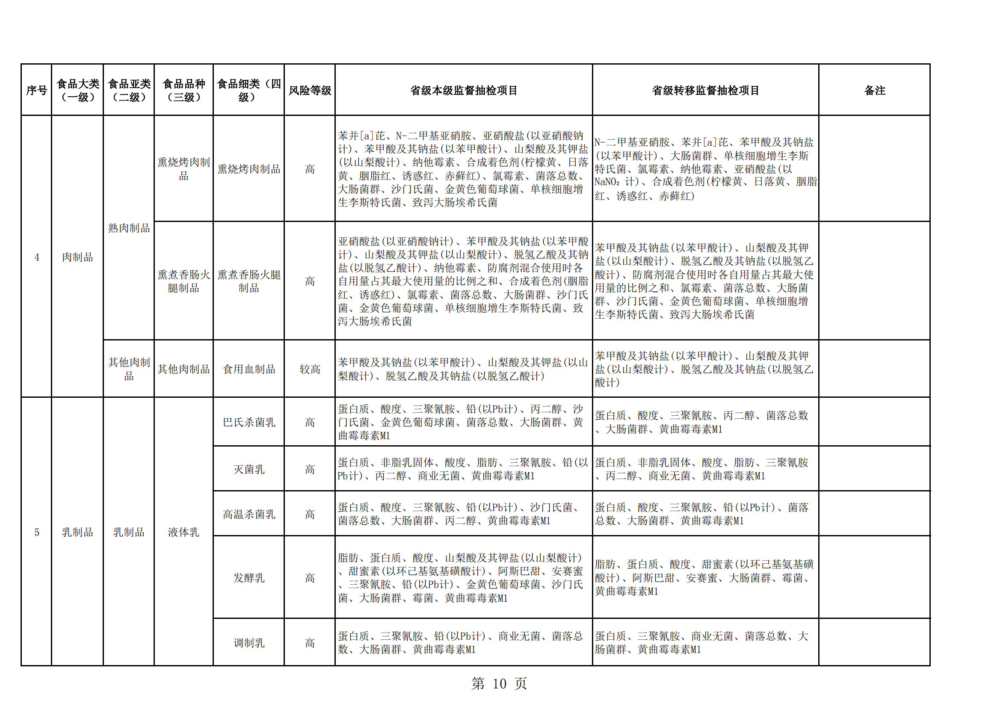 序号
食品大类
（一级）
食品亚类
（二级）
食品品种
（三级）
食品细类（四
级）
风险等级
省级本级监督抽检项目
省级转移监督抽检项目
备注
4
肉制品
熟肉制品
熏烧烤肉制
品
熏烧烤肉制品
高
苯并[a]芘、N-二甲基亚硝胺、亚硝酸盐(以亚硝酸钠
计)、苯甲酸及其钠盐(以苯甲酸计)、山梨酸及其钾盐
(以山梨酸计)、纳他霉素、合成着色剂(柠檬黄、日落
黄、胭脂红、诱惑红、赤藓红)、氯霉素、菌落总数、
大肠菌群、沙门氏菌、金黄色葡萄球菌、单核细胞增
生李斯特氏菌、致泻大肠埃希氏菌
N-二甲基亚硝胺、苯并[a]芘、苯甲酸及其钠盐
(以苯甲酸计)、大肠菌群、单核细胞增生李斯
特氏菌、氯霉素、纳他霉素、亚硝酸盐(以
NaNO₂ 计)、合成着色剂(柠檬黄、日落黄、胭脂
红、诱惑红、赤藓红)
熏煮香肠火
腿制品
熏煮香肠火腿
制品
高
亚硝酸盐(以亚硝酸钠计)、苯甲酸及其钠盐(以苯甲酸
计)、山梨酸及其钾盐(以山梨酸计)、脱氢乙酸及其钠
盐(以脱氢乙酸计)、纳他霉素、防腐剂混合使用时各
自用量占其最大使用量的比例之和、合成着色剂(胭脂
红、诱惑红)、氯霉素、菌落总数、大肠菌群、沙门氏
菌、金黄色葡萄球菌、单核细胞增生李斯特氏菌、致
泻大肠埃希氏菌
苯甲酸及其钠盐(以苯甲酸计)、山梨酸及其钾
盐(以山梨酸计)、脱氢乙酸及其钠盐(以脱氢乙
酸计)、防腐剂混合使用时各自用量占其最大使
用量的比例之和、氯霉素、菌落总数、大肠菌
群、沙门氏菌、金黄色葡萄球菌、单核细胞增
生李斯特氏菌、致泻大肠埃希氏菌
其他肉制
品
其他肉制品
食用血制品
较高
苯甲酸及其钠盐(以苯甲酸计)、山梨酸及其钾盐(以山
梨酸计)、脱氢乙酸及其钠盐(以脱氢乙酸计)
苯甲酸及其钠盐(以苯甲酸计)、山梨酸及其钾
盐(以山梨酸计)、脱氢乙酸及其钠盐(以脱氢乙
酸计)
5
乳制品
乳制品
液体乳
巴氏杀菌乳
高
蛋白质、酸度、三聚氰胺、铅(以Pb计)、丙二醇、沙
门氏菌、金黄色葡萄球菌、菌落总数、大肠菌群、黄
曲霉毒素M1
蛋白质、酸度、三聚氰胺、丙二醇、菌落总数
、大肠菌群、黄曲霉毒素M1
灭菌乳
高
蛋白质、非脂乳固体、酸度、脂肪、三聚氰胺、铅(以
Pb计)、丙二醇、商业无菌、黄曲霉毒素M1
蛋白质、非脂乳固体、酸度、脂肪、三聚氰胺
、丙二醇、商业无菌、黄曲霉毒素M1
高温杀菌乳
高
蛋白质、酸度、三聚氰胺、铅(以Pb计)、沙门氏菌、
菌落总数、大肠菌群、丙二醇、黄曲霉毒素M1
蛋白质、酸度、三聚氰胺、铅(以Pb计)、菌落
总数、大肠菌群、黄曲霉毒素M1
发酵乳
高
脂肪、蛋白质、酸度、山梨酸及其钾盐(以山梨酸计)
、甜蜜素(以环己基氨基磺酸计)、阿斯巴甜、安赛蜜
、三聚氰胺、铅(以Pb计)、金黄色葡萄球菌、沙门氏
菌、大肠菌群、霉菌、黄曲霉毒素M1
脂肪、蛋白质、酸度、甜蜜素(以环己基氨基磺
酸计)、阿斯巴甜、安赛蜜、大肠菌群、霉菌、
黄曲霉毒素M1
调制乳
高
蛋白质、三聚氰胺、铅(以Pb计)、商业无菌、菌落总
数、大肠菌群、黄曲霉毒素M1
蛋白质、三聚氰胺、商业无菌、菌落总数、大
肠菌群、黄曲霉毒素M1
第 10 页